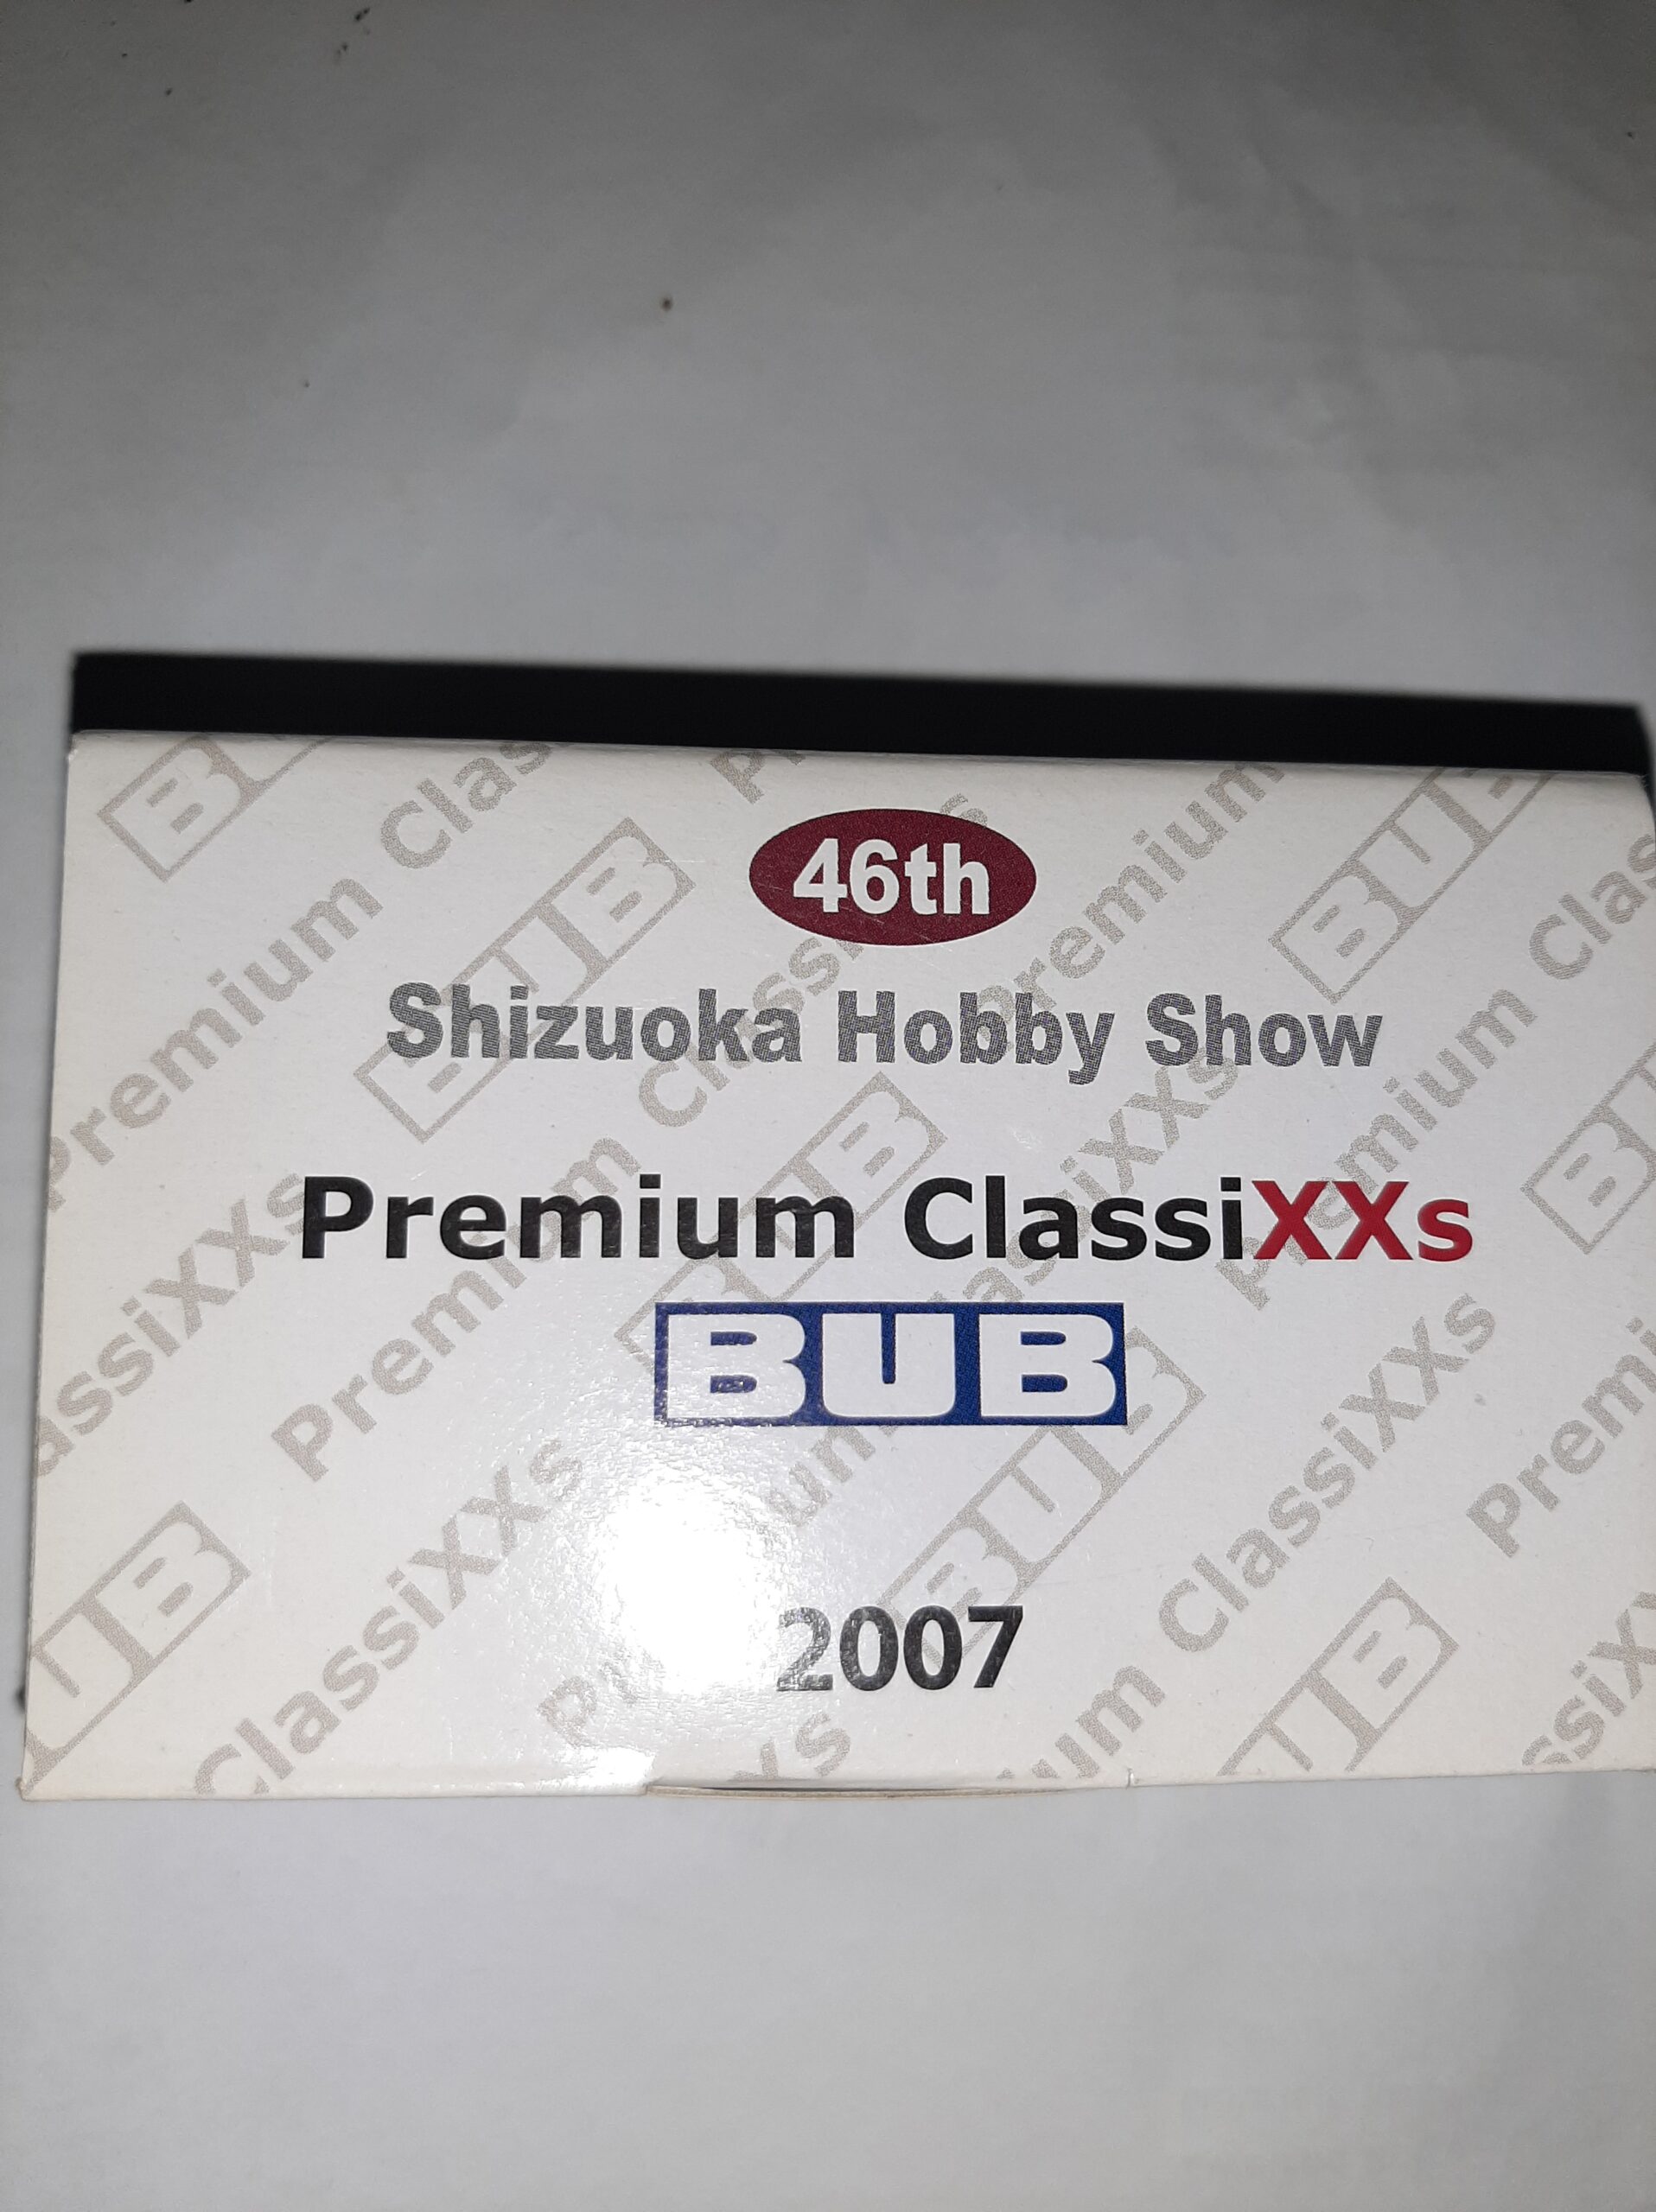 46th
Shizuoka Hobby Show
Premium ClassiXXs
BUB
2007